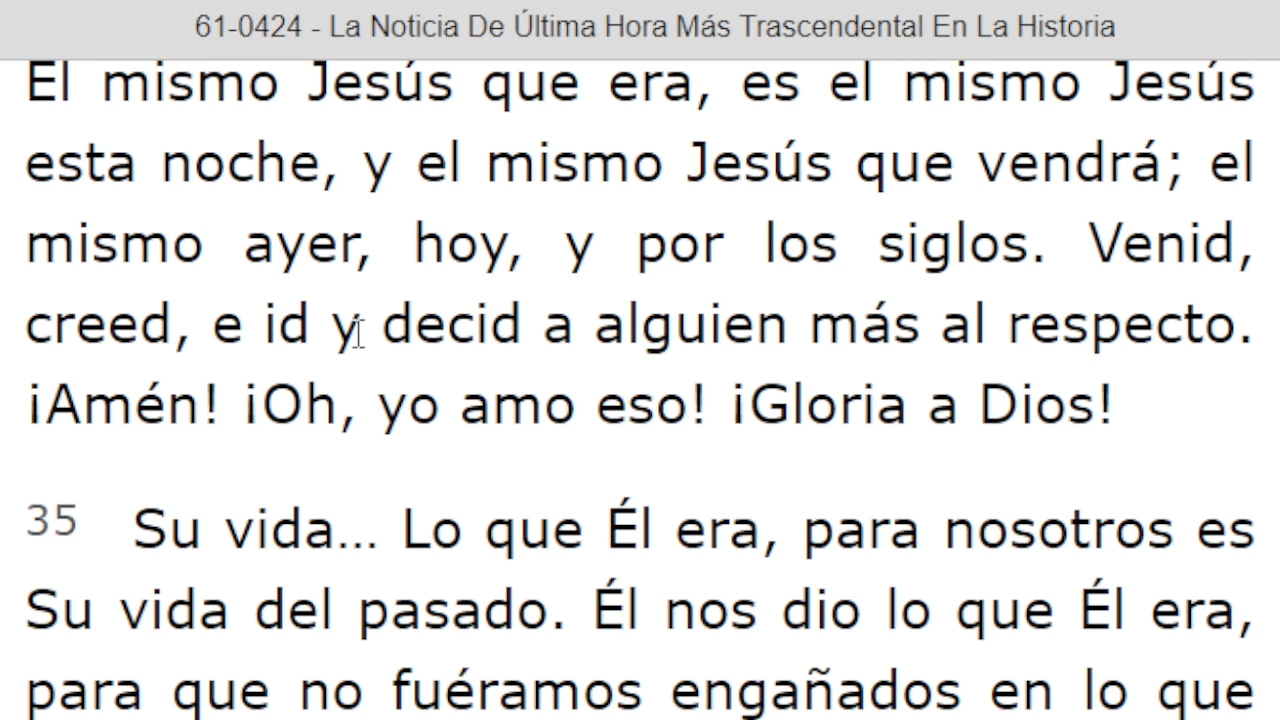 61-0424 - La Noticia De Última Hora Más Trascendental En La Historia
El mismo Jesús que era, es el mismo Jesús
esta noche, y el mismo Jesús que vendrá; el
mismo ayer, hoy, y por los siglos. Venid,
creed, e id y decid a alguien más al respecto.
¡Amén! ¡Oh, yo amo eso! ¡Gloria a Dios!
35 Su vida... Lo que Él era, para nosotros es
Su vida del pasado. Él nos dio lo que Él era,
para que no fuéramos engañados en lo que